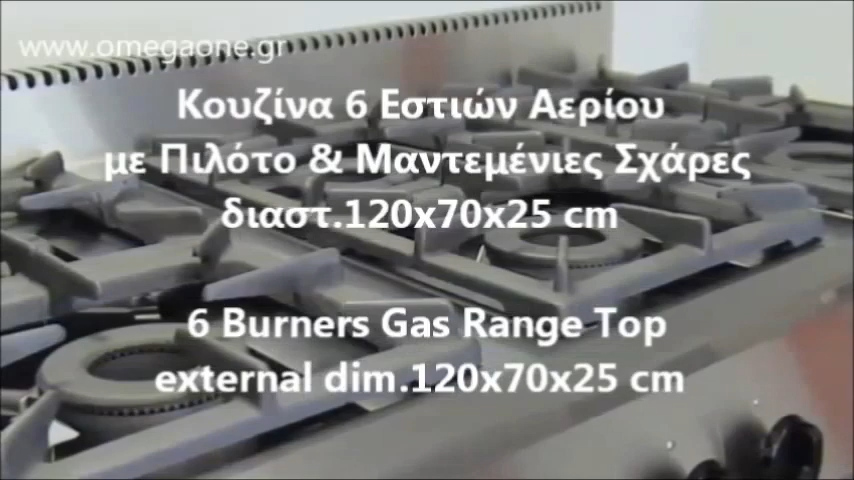 www.omegaone.gr
Κουζίνα 6 Εστιών Αερίου
με Πιλότο & Μαντεμένιες Σχάρες
διαστ.120x70x25 cm
6 Burners Gas Range Top
external dim.120x70x25 cm